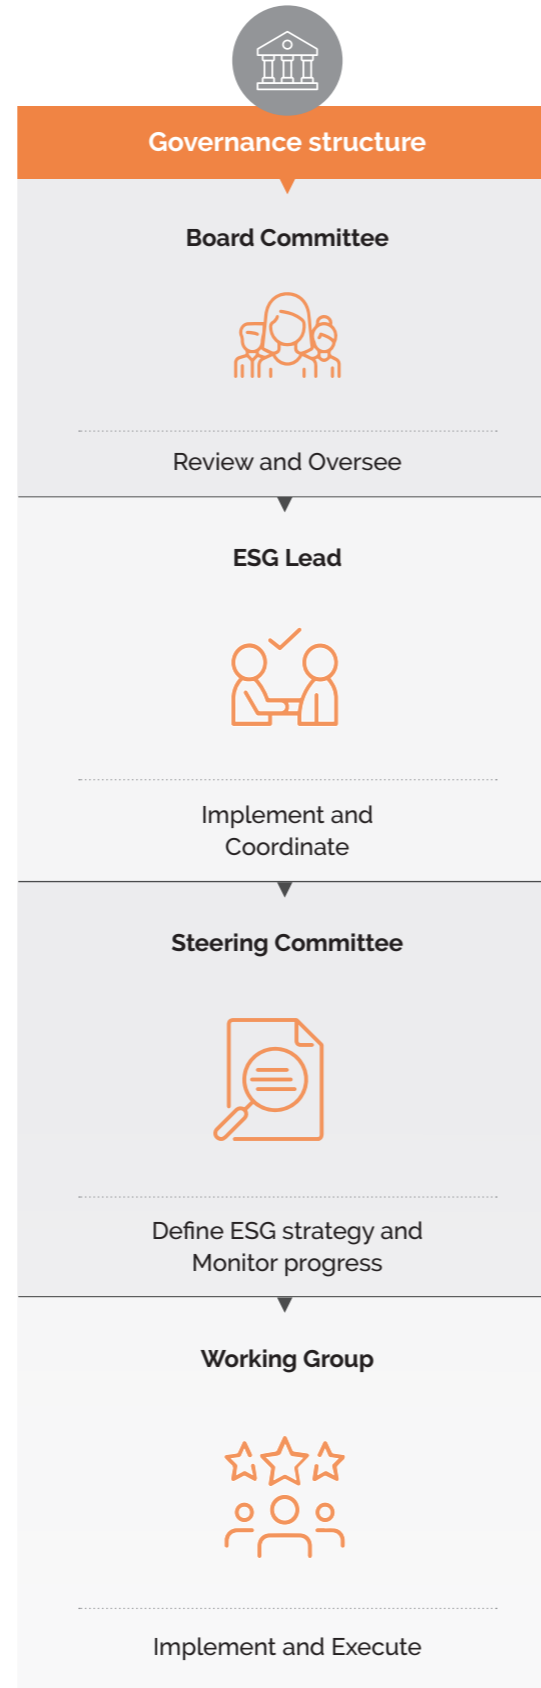 Governance structure
Board Committee
Review and Oversee
ESG Lead
Implement and
Coordinate
Steering Committee
Define ESG strategy and
Monitor progress
Working Group
Implement and Execute